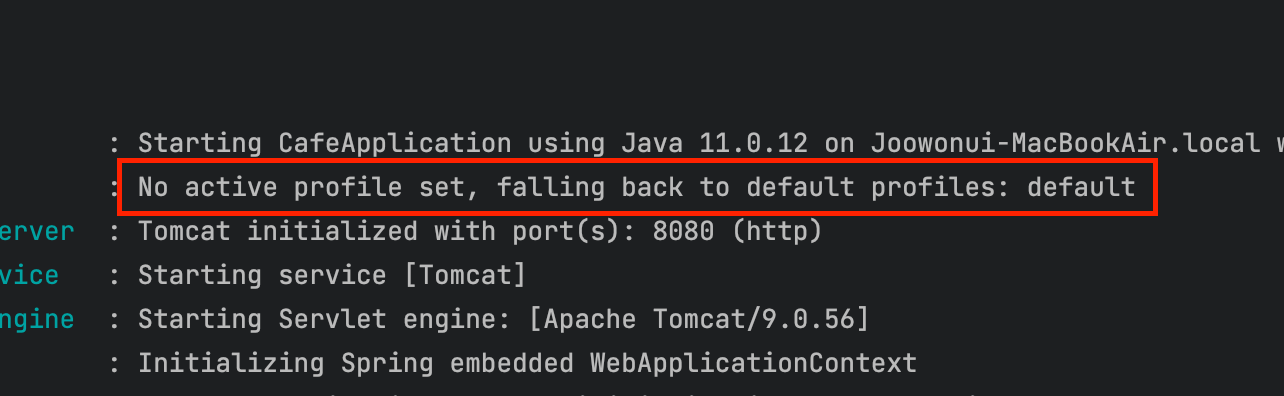 : Starting CafeApplication using Java 11.0.12 on Joowonui-MacBookAir.local w
: No active profile set, falling back to default profiles: default
erver : Tomcat initialized with port(s): 8080 (http)
vice : Starting service [Tomcat]
ngine : Starting Servlet engine: [Apache Tomcat/9.0.56]
: Initializing Spring embedded WebApplicationContext